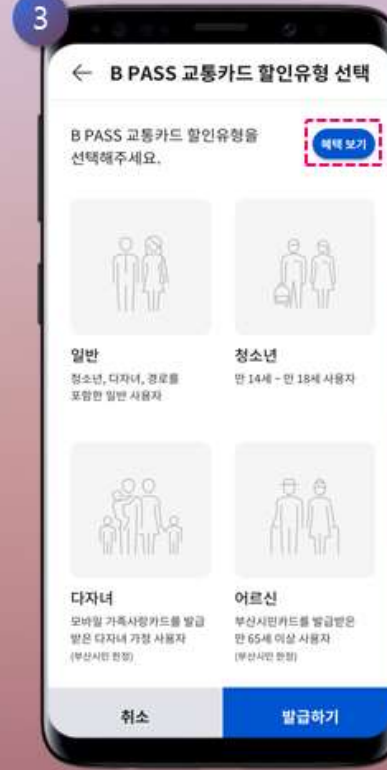 3
B PASS 교통카드 할인유형 선택
B PASS 교통카드 할인유형을
선택해주세요.
혜택 보기
일반
청소년, 다자녀, 경로를
포함한 일반 사용자
청소년
만 14세 ~ 만 18세 사용자
다자녀
모바일 가족사랑카드를 발급
받은 다자녀 가정 사용자
(부산시민 한정)
어르신
부산시민카드를 발급받은
만 65세 이상 사용자
(부산시민 한정)
취소
발급하기